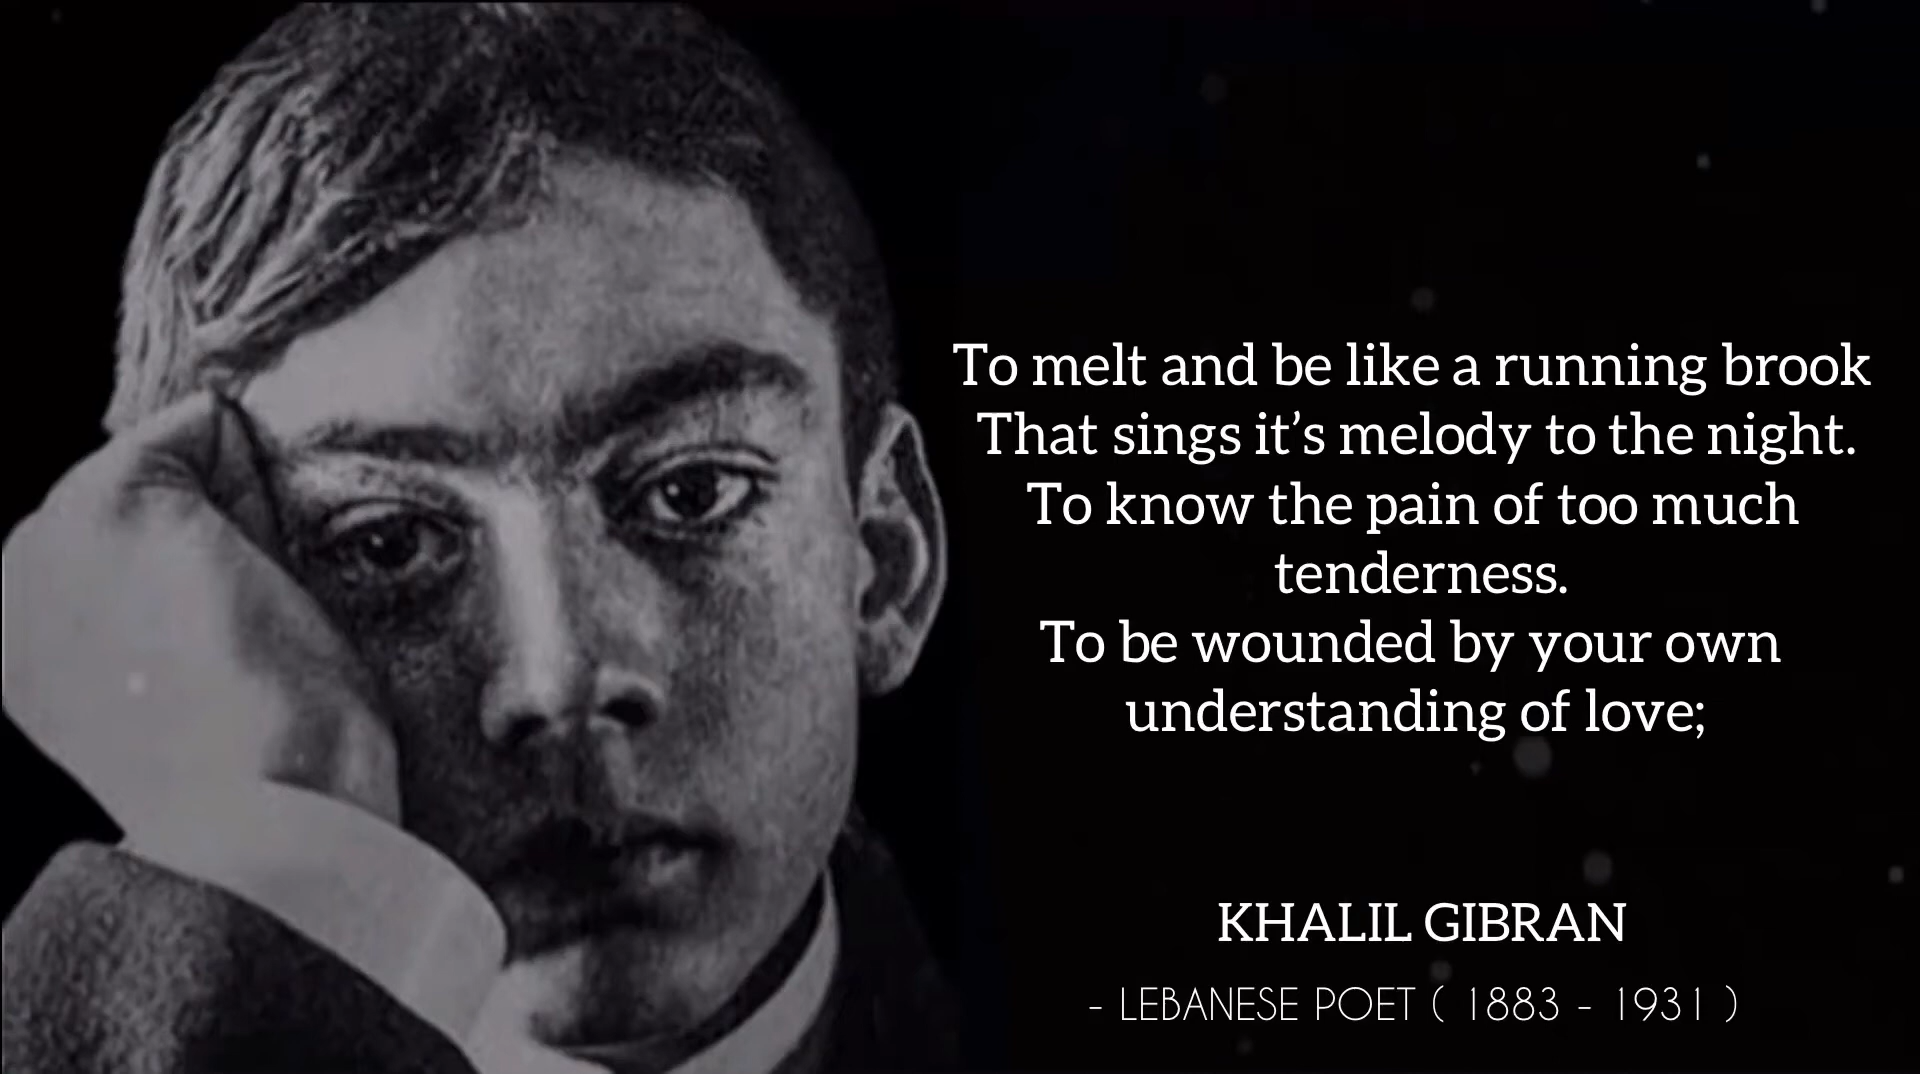 To melt and be like a running brook
That sings it’s melody to the night.
To know the pain of too much
tenderness.
To be wounded by your own
understanding of love;
KHALIL GIBRAN
- LEBANESE POET ( 1883 - 1931 )